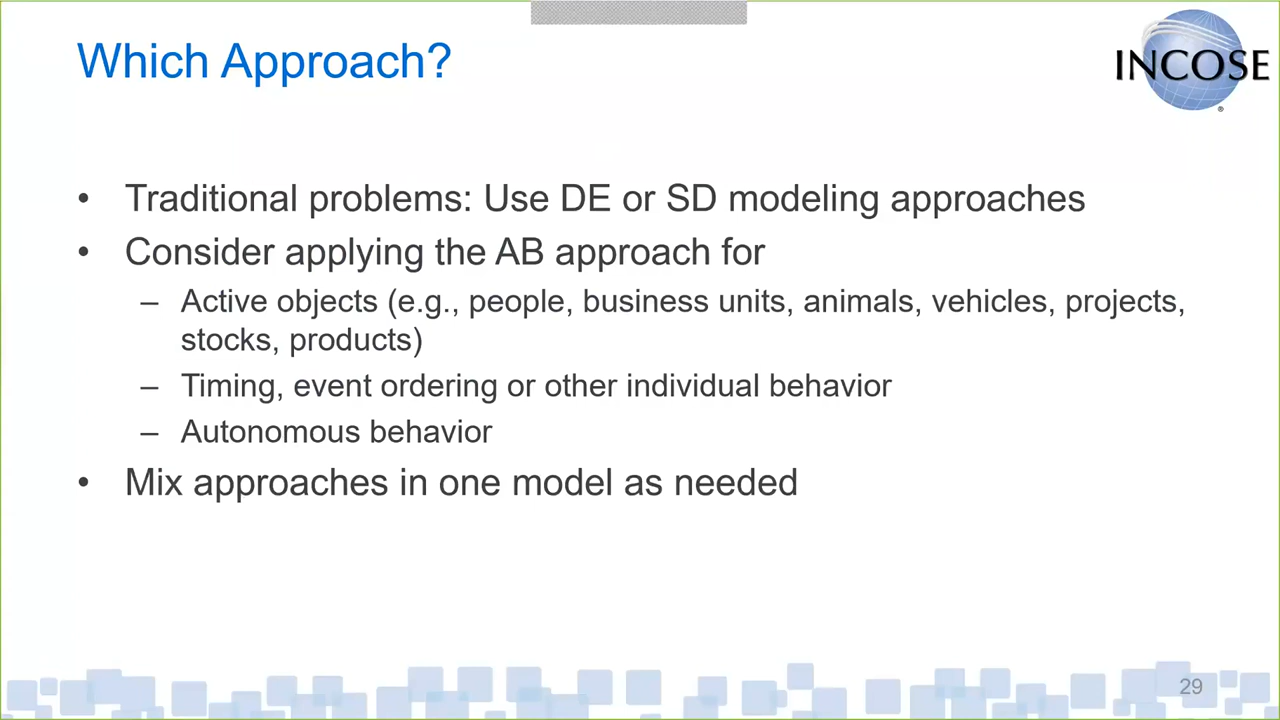 Which Approach?
INCOSE
®
• Traditional problems: Use DE or SD modeling approaches
• Consider applying the AB approach for
– Active objects (e.g., people, business units, animals, vehicles, projects,
stocks, products)
– Timing, event ordering or other individual behavior
– Autonomous behavior
• Mix approaches in one model as needed
29